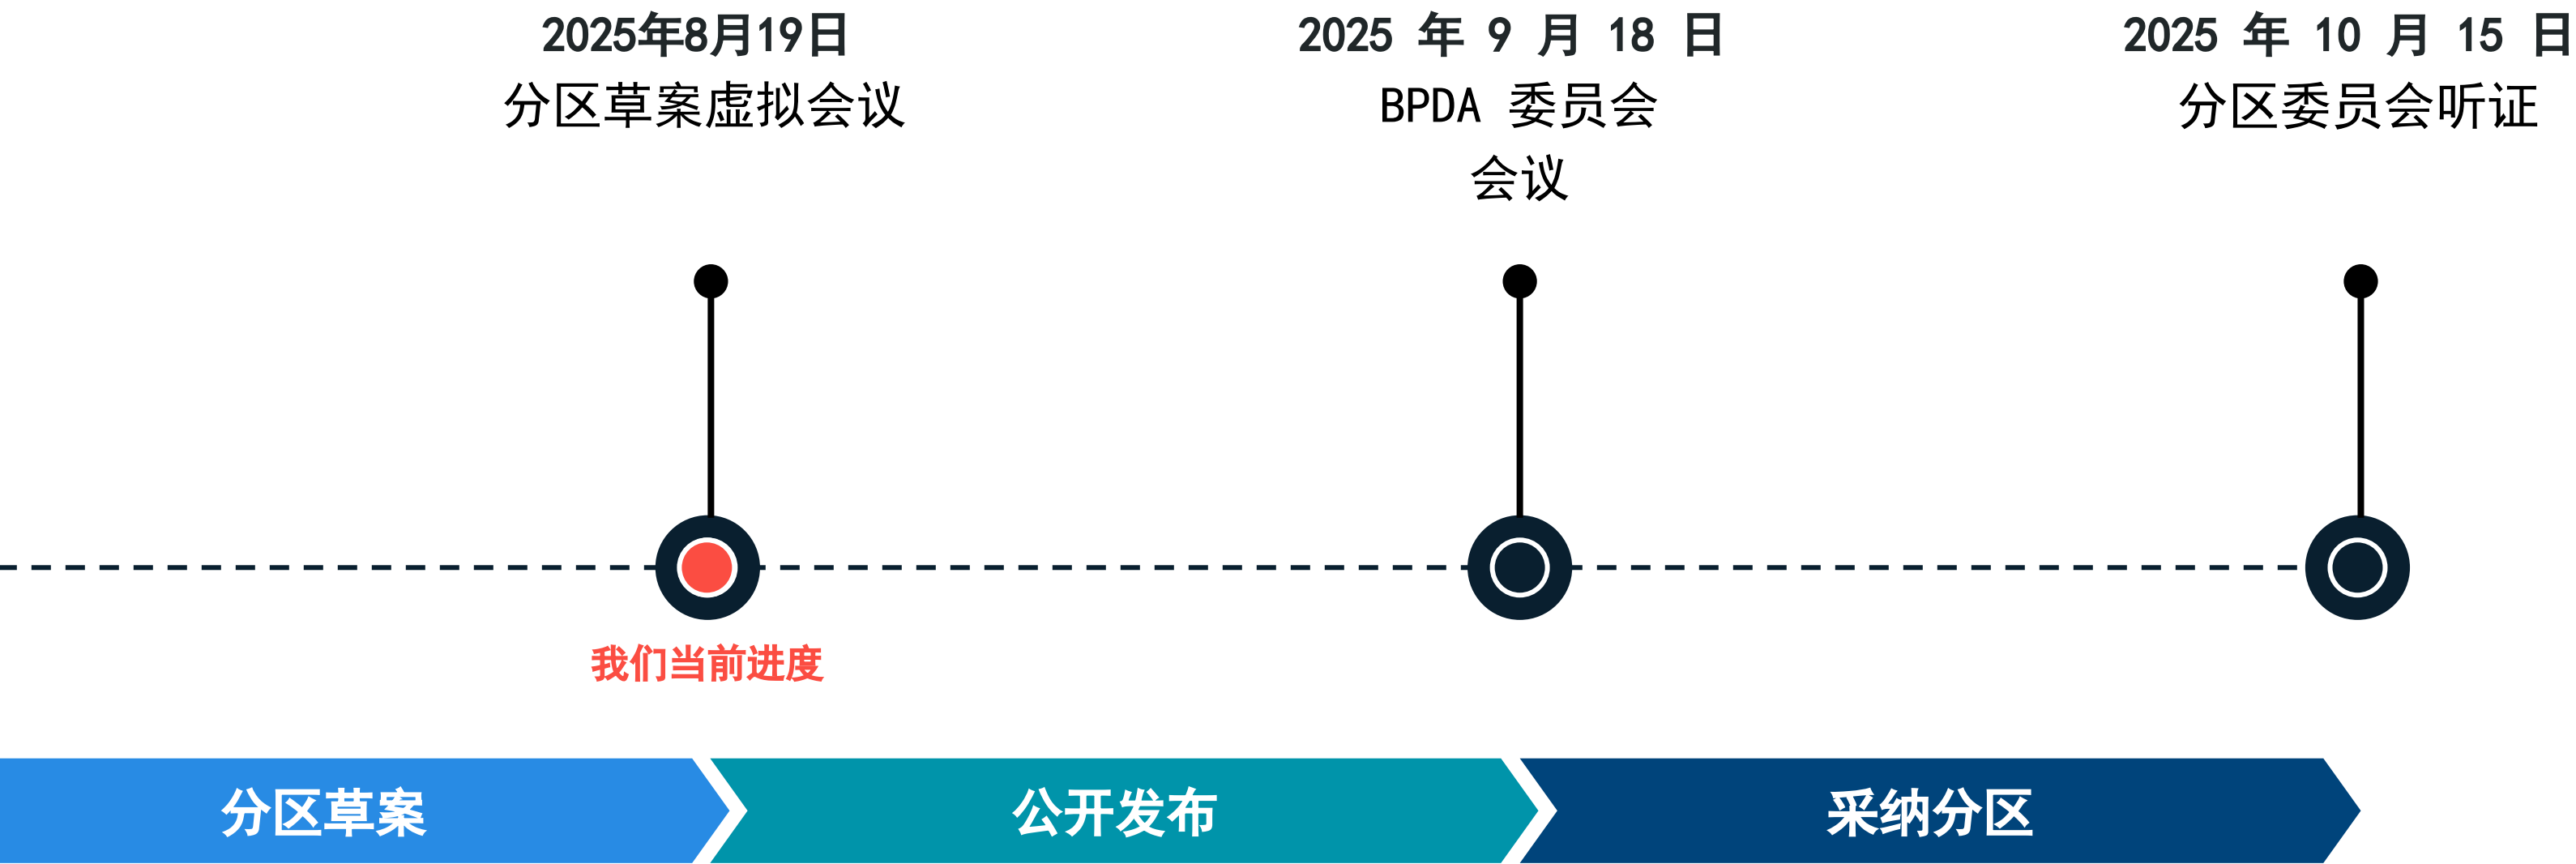 2025年8月19日
分区草案虚拟会议
2025 年 9 月 18 日
BPDA 委员会
会议
2025 年 10 月 15 日
分区委员会听证
我们当前进度
分区草案
公开发布
采纳分区